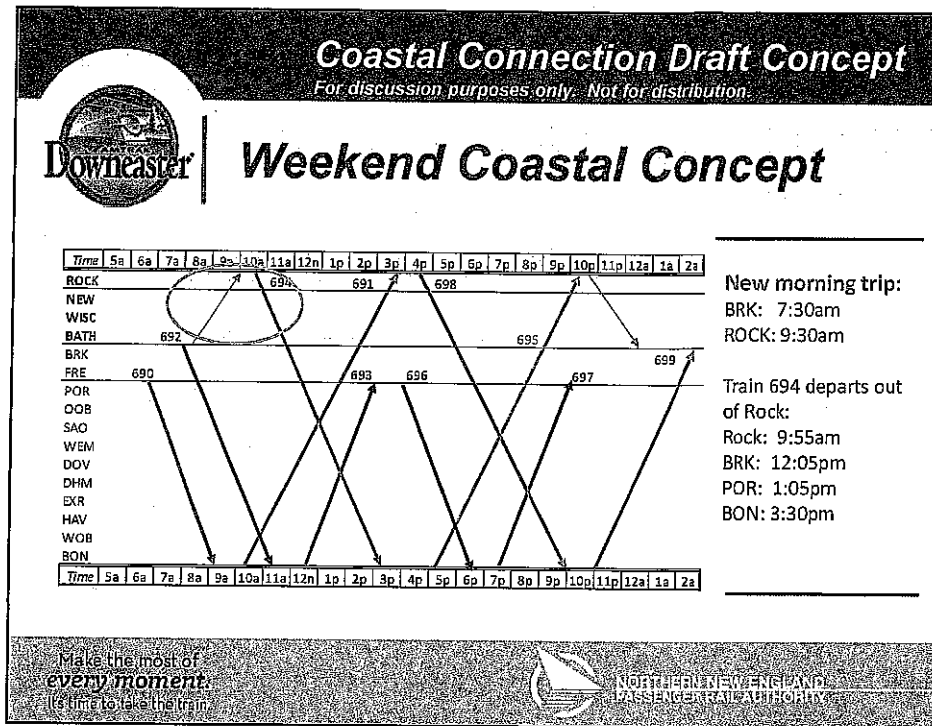 Coastal Connection Draft Concept
For discussion purposes only. Not for distribution
AMTRAK
Downeaster®
Weekend Coastal Concept
Time 5a 6a 7a 8a 9a 10a 11a 12n 1p 2p 3p 4p 5p 6p 7p 8p 9p 10p 11p 12a 1a 2a
ROCK 694 691 698
NEW
WISC
BATH 692 695
BRK 699
FRE 690 693 696 697
POR
OOB
SAO
WEM
DOV
DHM
EXR
HAV
WOB
BON
Time 5a 6a 7a 8a 9a 10a 11a 12n 1p 2p 3p 4p 5p 6p 7p 8p 9p 10p 11p 12a 1a 2a
New morning trip:
BRK: 7:30am
ROCK: 9:30am
Train 694 departs out
of Rock:
Rock: 9:55am
BRK: 12:05pm
POR: 1:05pm
BON: 3:30pm
Make the most of
every moment.
It's time to take the train.
NORTHERN NEW ENGLAND
PASSENGER RAIL AUTHORITY